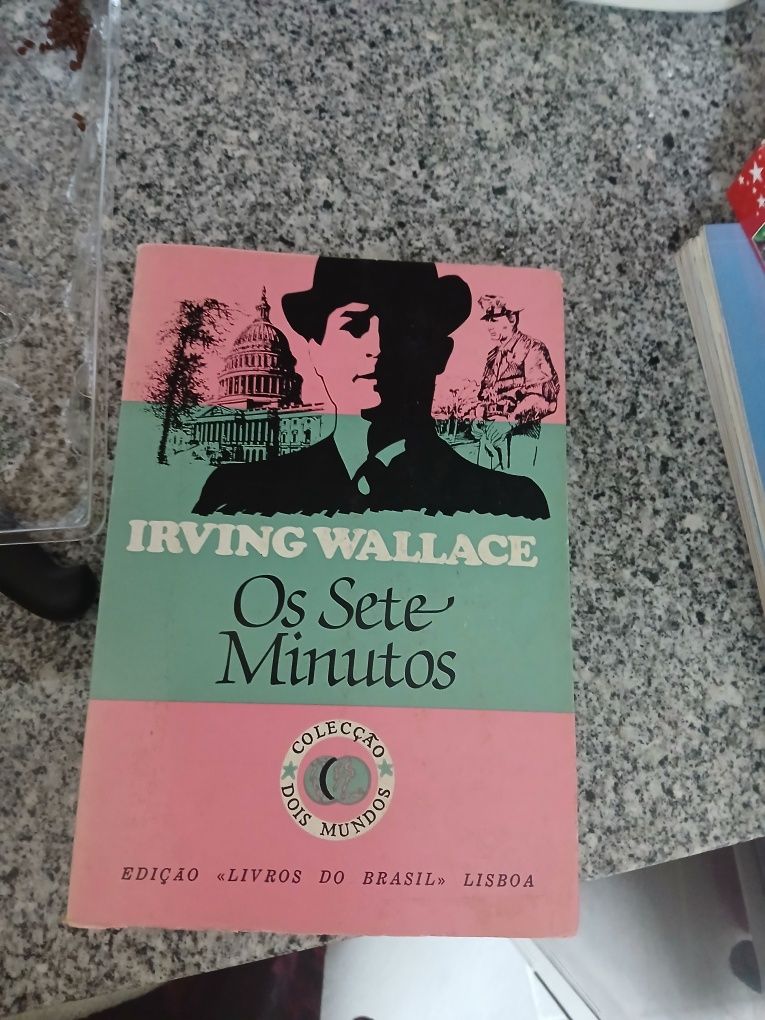 IRVING WALLACE
Os Sete
Minutos
COLECÇÃO
DOIS MUNDOS
EDIÇÃO «LIVROS DO BRASIL» LISBOA